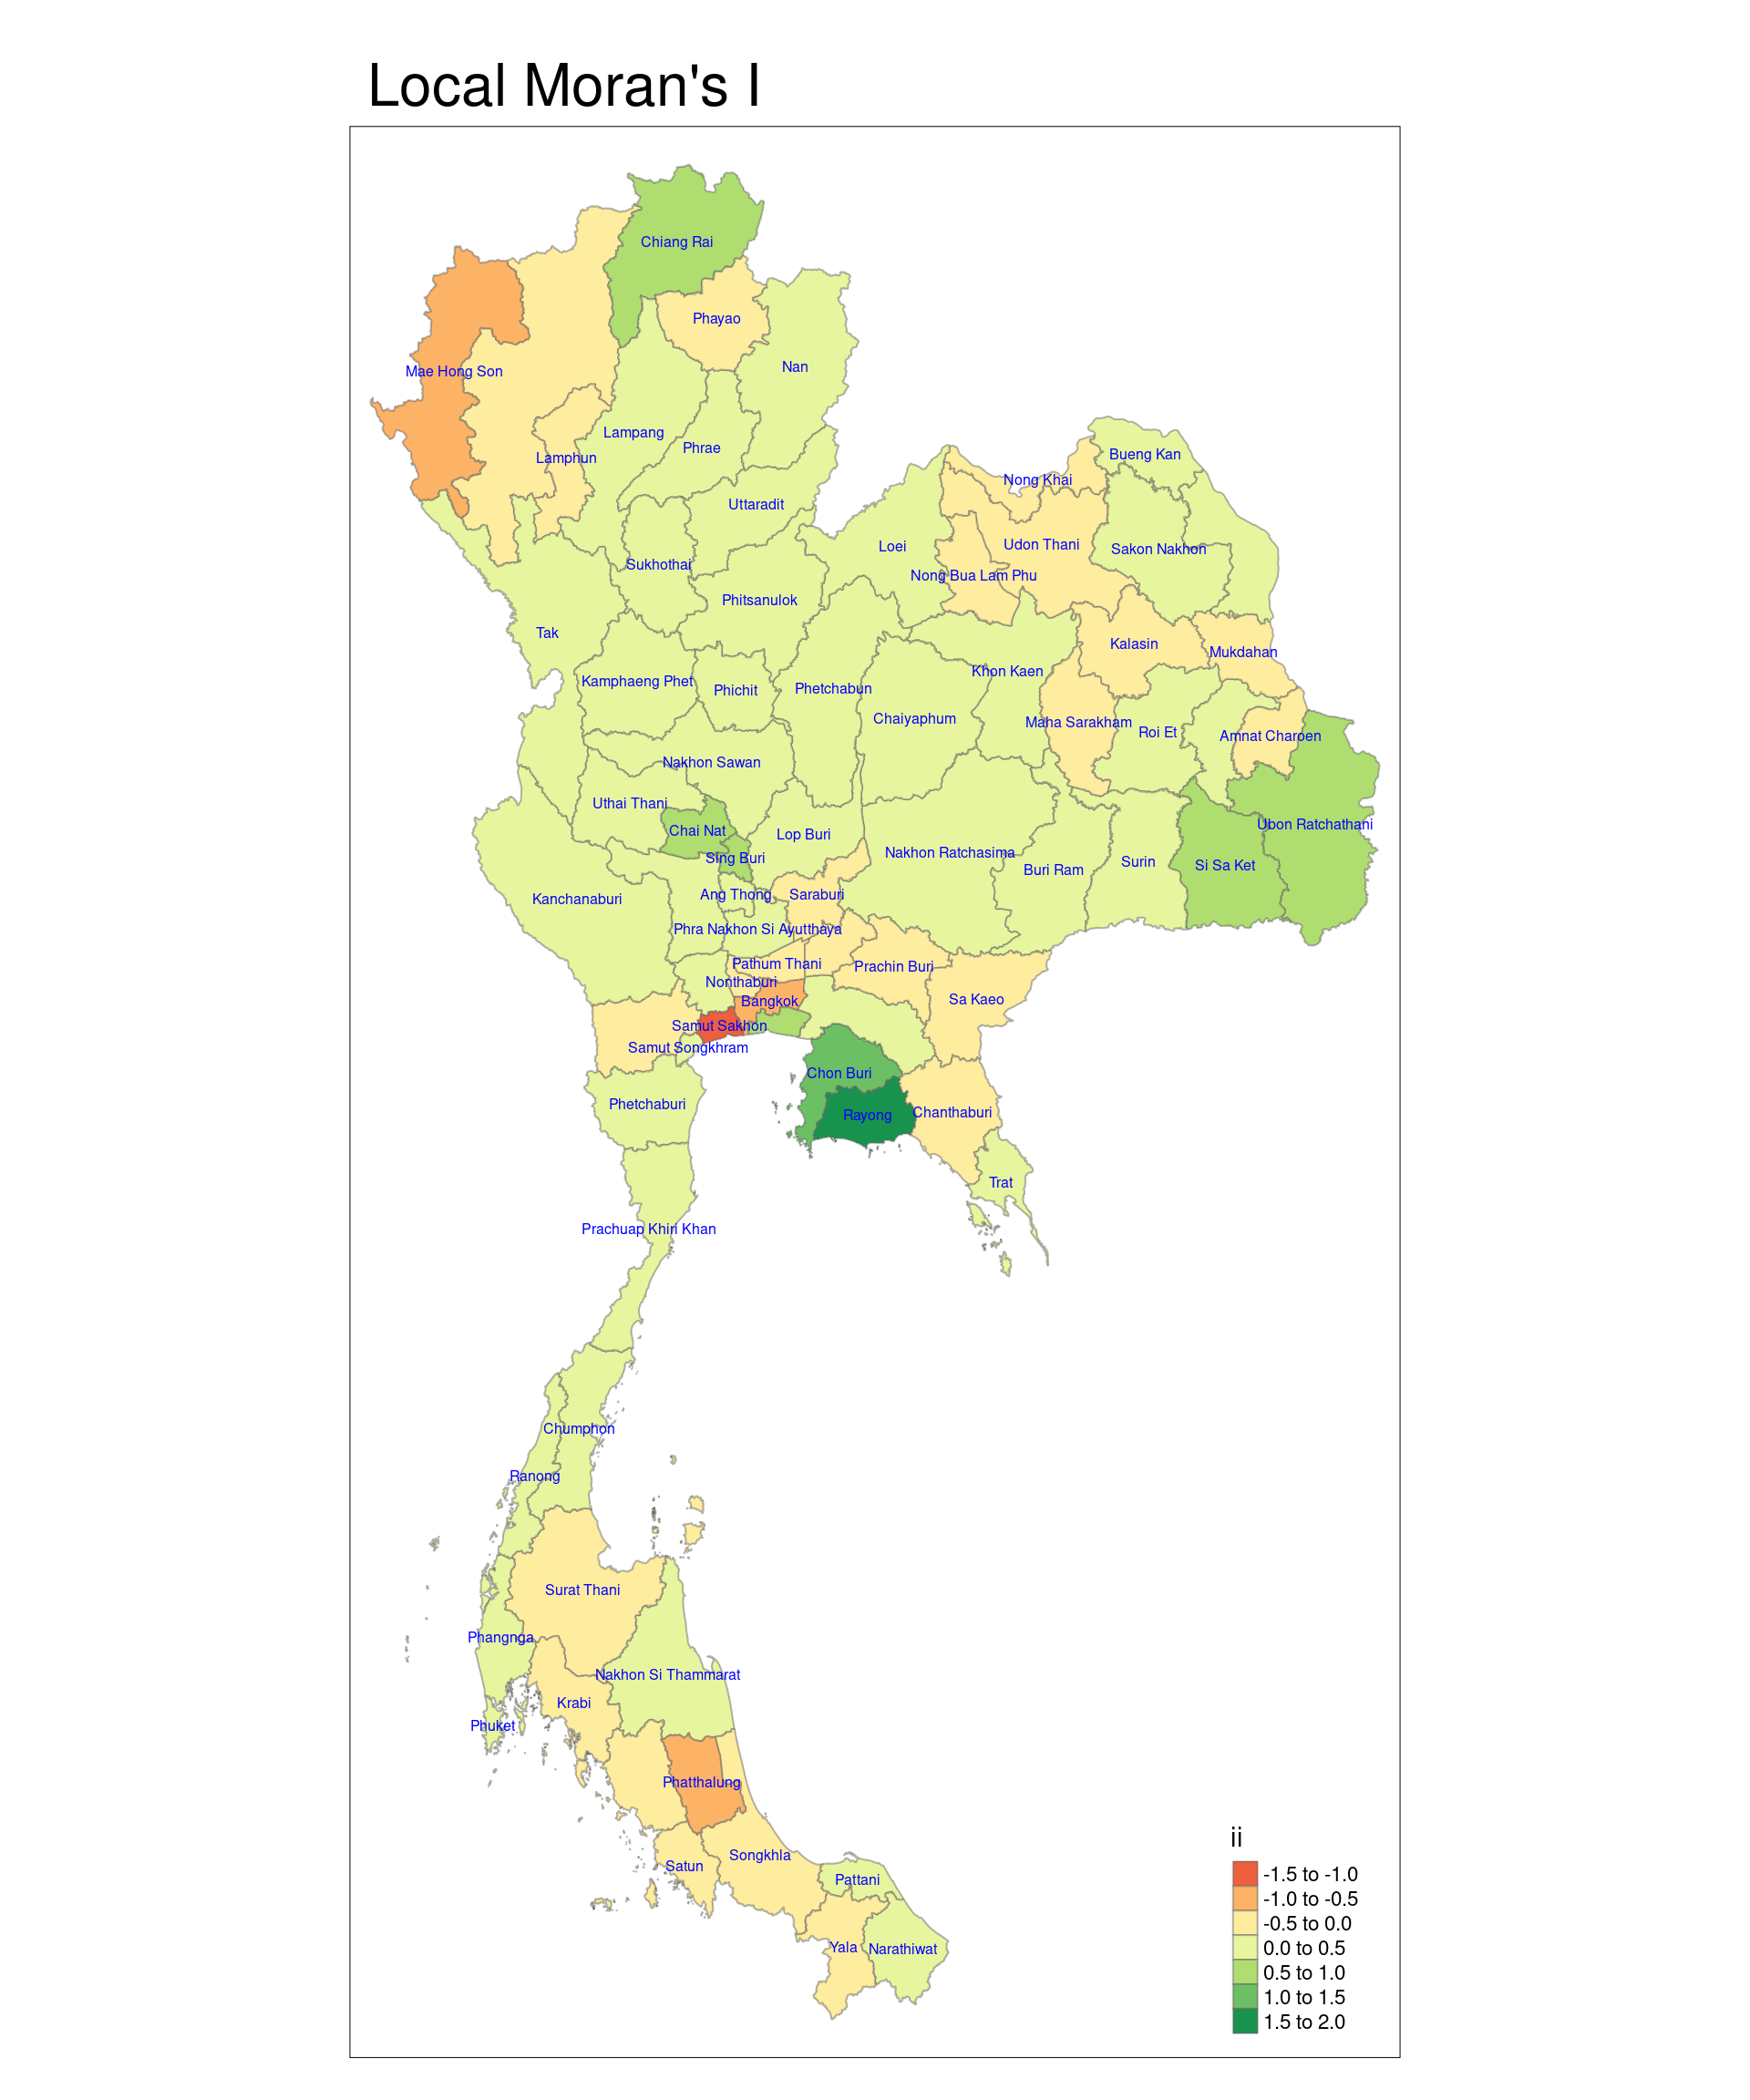 Local Moran's I
Chiang Rai
Phayao
Nan
Mae Hong Son
Lampang
Phrae
Lamphun
Bueng Kan
Nong Khai
Uttaradit
Loei
Udon Thani
Sakon Nakhon
Sukhothai
Nong Bua Lam Phu
Phitsanulok
Tak
Kalasin
Mukdahan
Khon Kaen
Kamphaeng Phet
Phichit
Phetchabun
Chaiyaphum
Maha Sarakham
Roi Et
Amnat Charoen
Nakhon Sawan
Uthai Thani
Chai Nat
Lop Buri
Ubon Ratchathani
Sing Buri
Nakhon Ratchasima
Buri Ram
Surin
Si Sa Ket
Kanchanaburi
Ang Thong
Saraburi
Phra Nakhon Si Ayutthaya
Pathum Thani
Prachin Buri
Nonthaburi
Bangkok
Sa Kaeo
Samut Sakhon
Samut Songkhram
Chon Buri
Phetchaburi
Rayong
Chanthaburi
Trat
Prachuap Khiri Khan
Chumphon
Ranong
Surat Thani
Phangnga
Nakhon Si Thammarat
Krabi
Phuket
Phatthalung
Songkhla
Satun
Pattani
Yala
Narathiwat
ii
-1.5 to -1.0
-1.0 to -0.5
-0.5 to 0.0
0.0 to 0.5
0.5 to 1.0
1.0 to 1.5
1.5 to 2.0